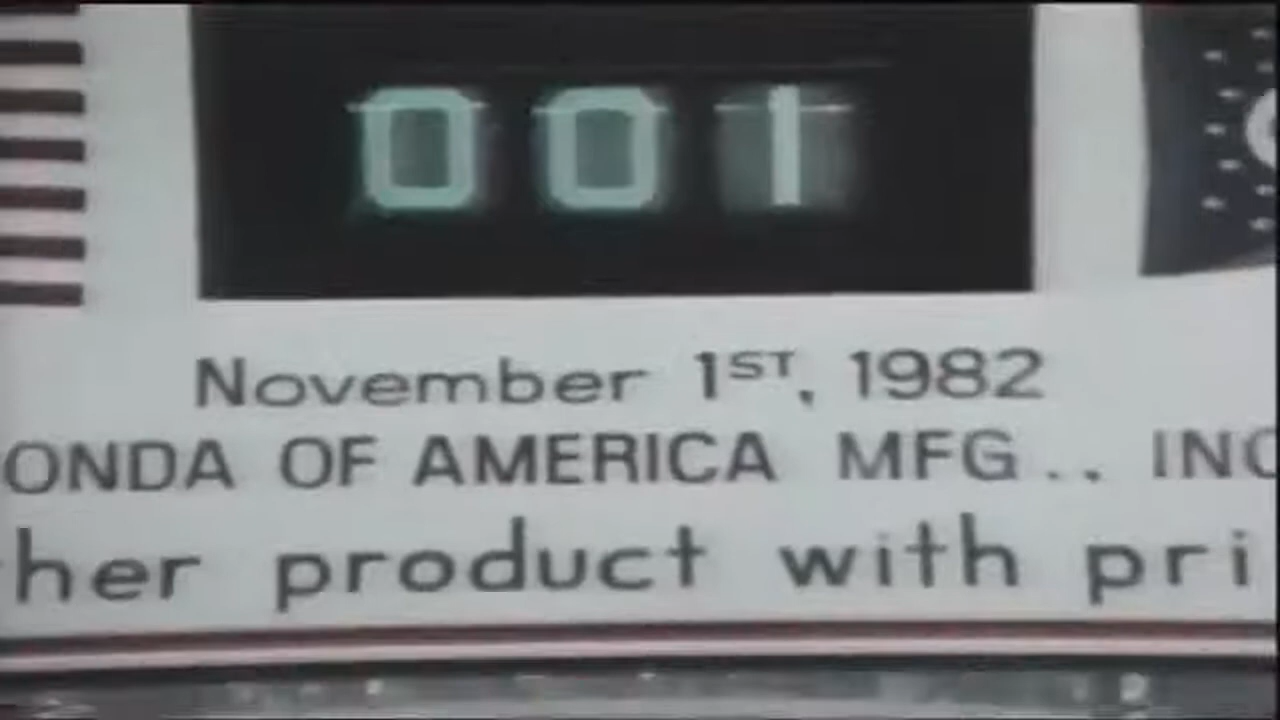 001
November 1ST, 1982
ONDA OF AMERICA MFG.., INC
her product with pri